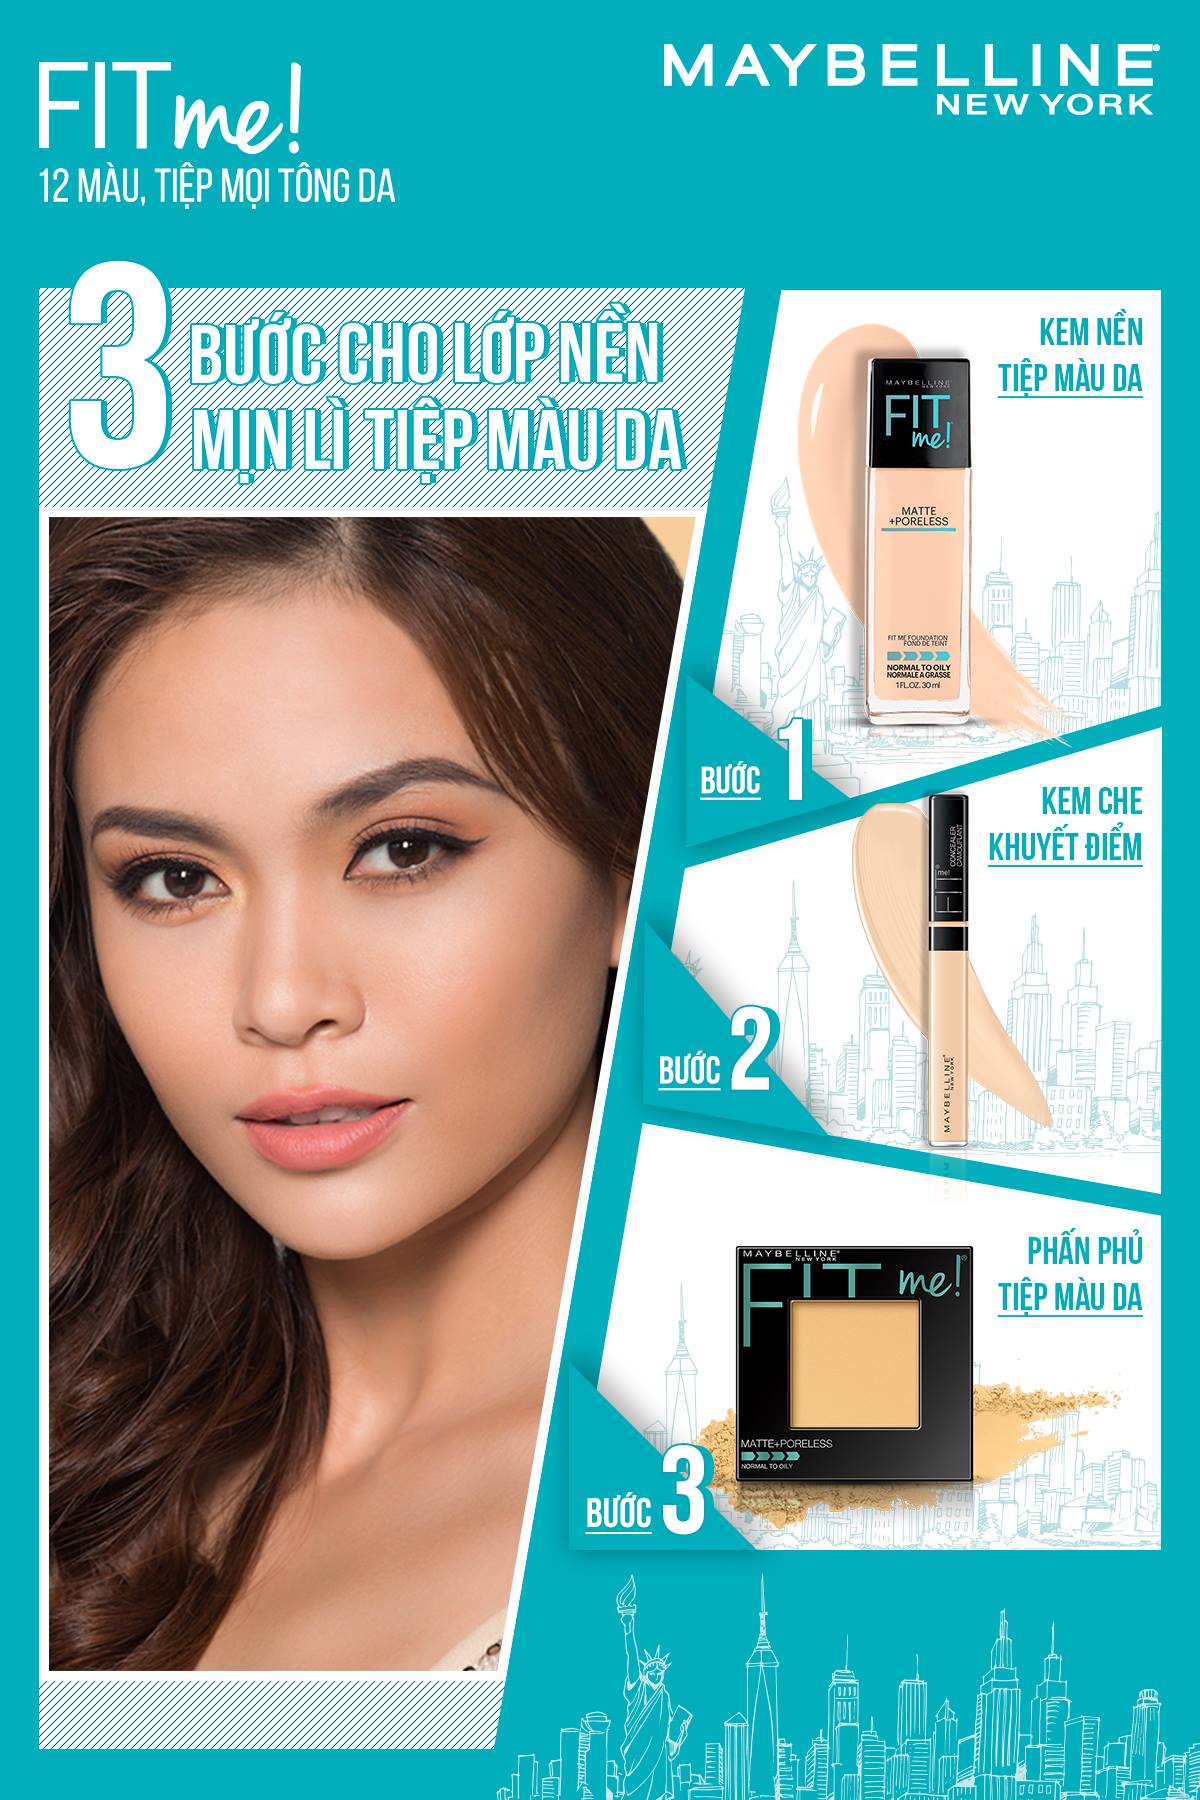 FIT me!
12 MÀU, TIỆP MỌI TÔNG DA
MAYBELLINE
NEW YORK
3 BƯỚC CHO LỚP NỀN
MỊN LÌ TIỆP MÀU DA
KEM NỀN
TIỆP MÀU DA
MAYBELLINE
NEW YORK
FIT
me!
MATTE
+PORELESS
FIT ME FOUNDATION
FOND DE TEINT
NORMAL TO OILY
NORMALE À GRASSE
1 FL.OZ. 30 ml
BƯỚC 1
KEM CHE
KHUYẾT ĐIỂM
FIT me!
CONCEALER
CAMOUFLANT
MAYBELLINE
NEW YORK
BƯỚC 2
PHẤN PHỦ
TIỆP MÀU DA
MAYBELLINE
NEW YORK
FIT me!
MATTE+PORELESS
NORMAL TO OILY
BƯỚC 3